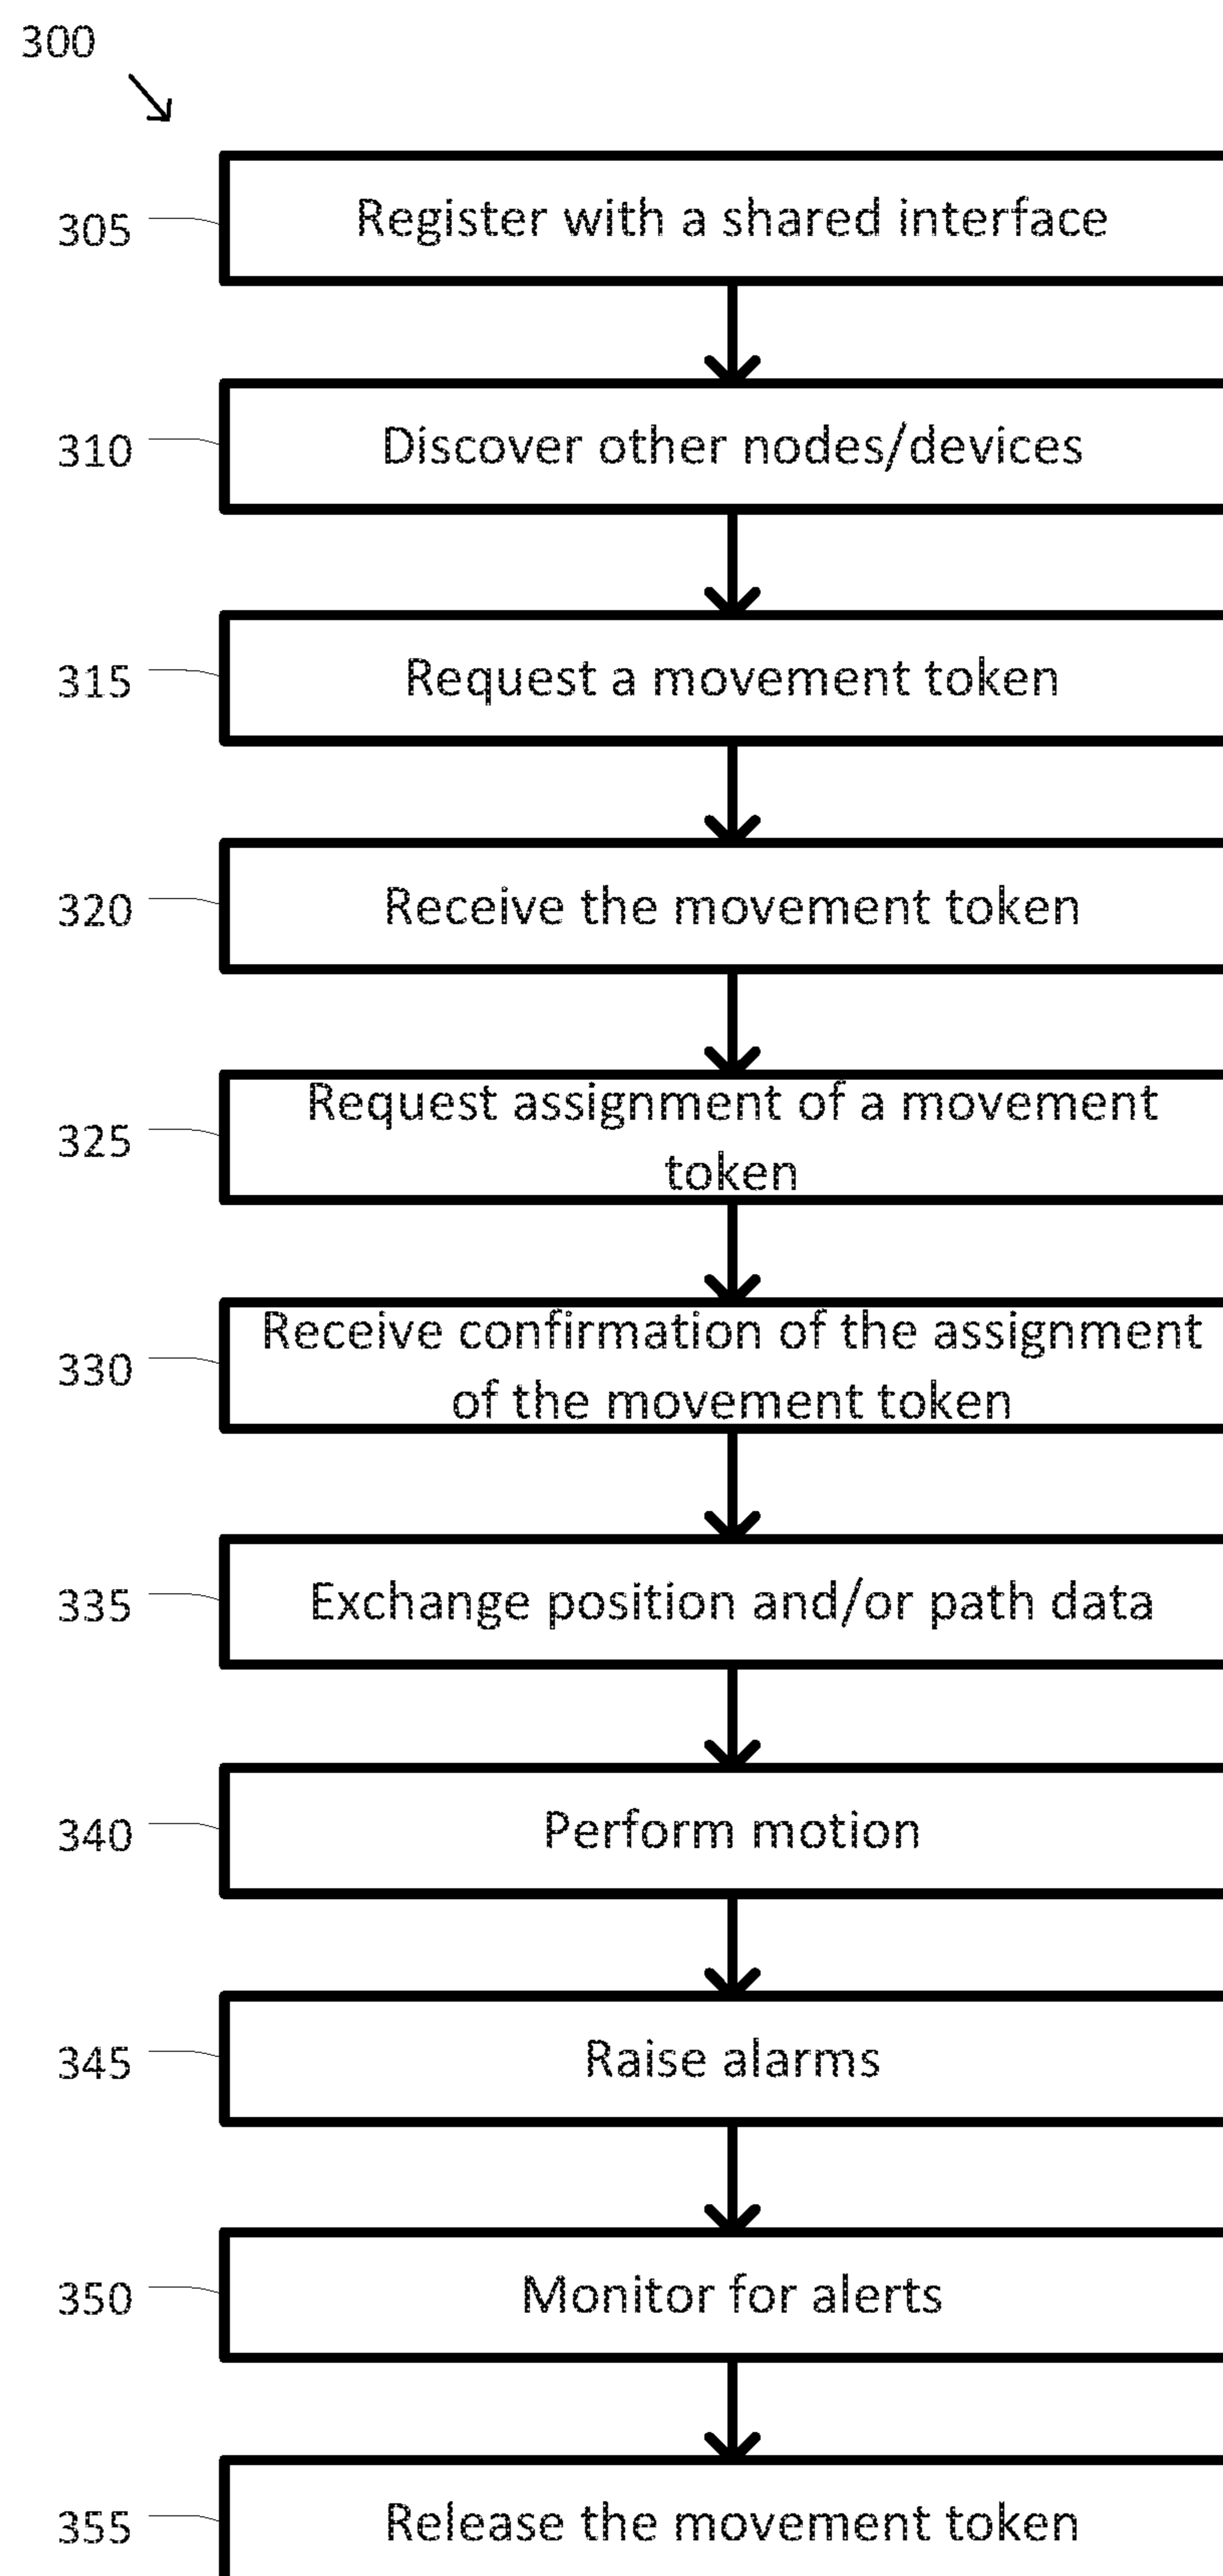 300
305 Register with a shared interface
310 Discover other nodes/devices
315 Request a movement token
320 Receive the movement token
325 Request assignment of a movement
token
330 Receive confirmation of the assignment
of the movement token
335 Exchange position and/or path data
340 Perform motion
345 Raise alarms
350 Monitor for alerts
355 Release the movement token